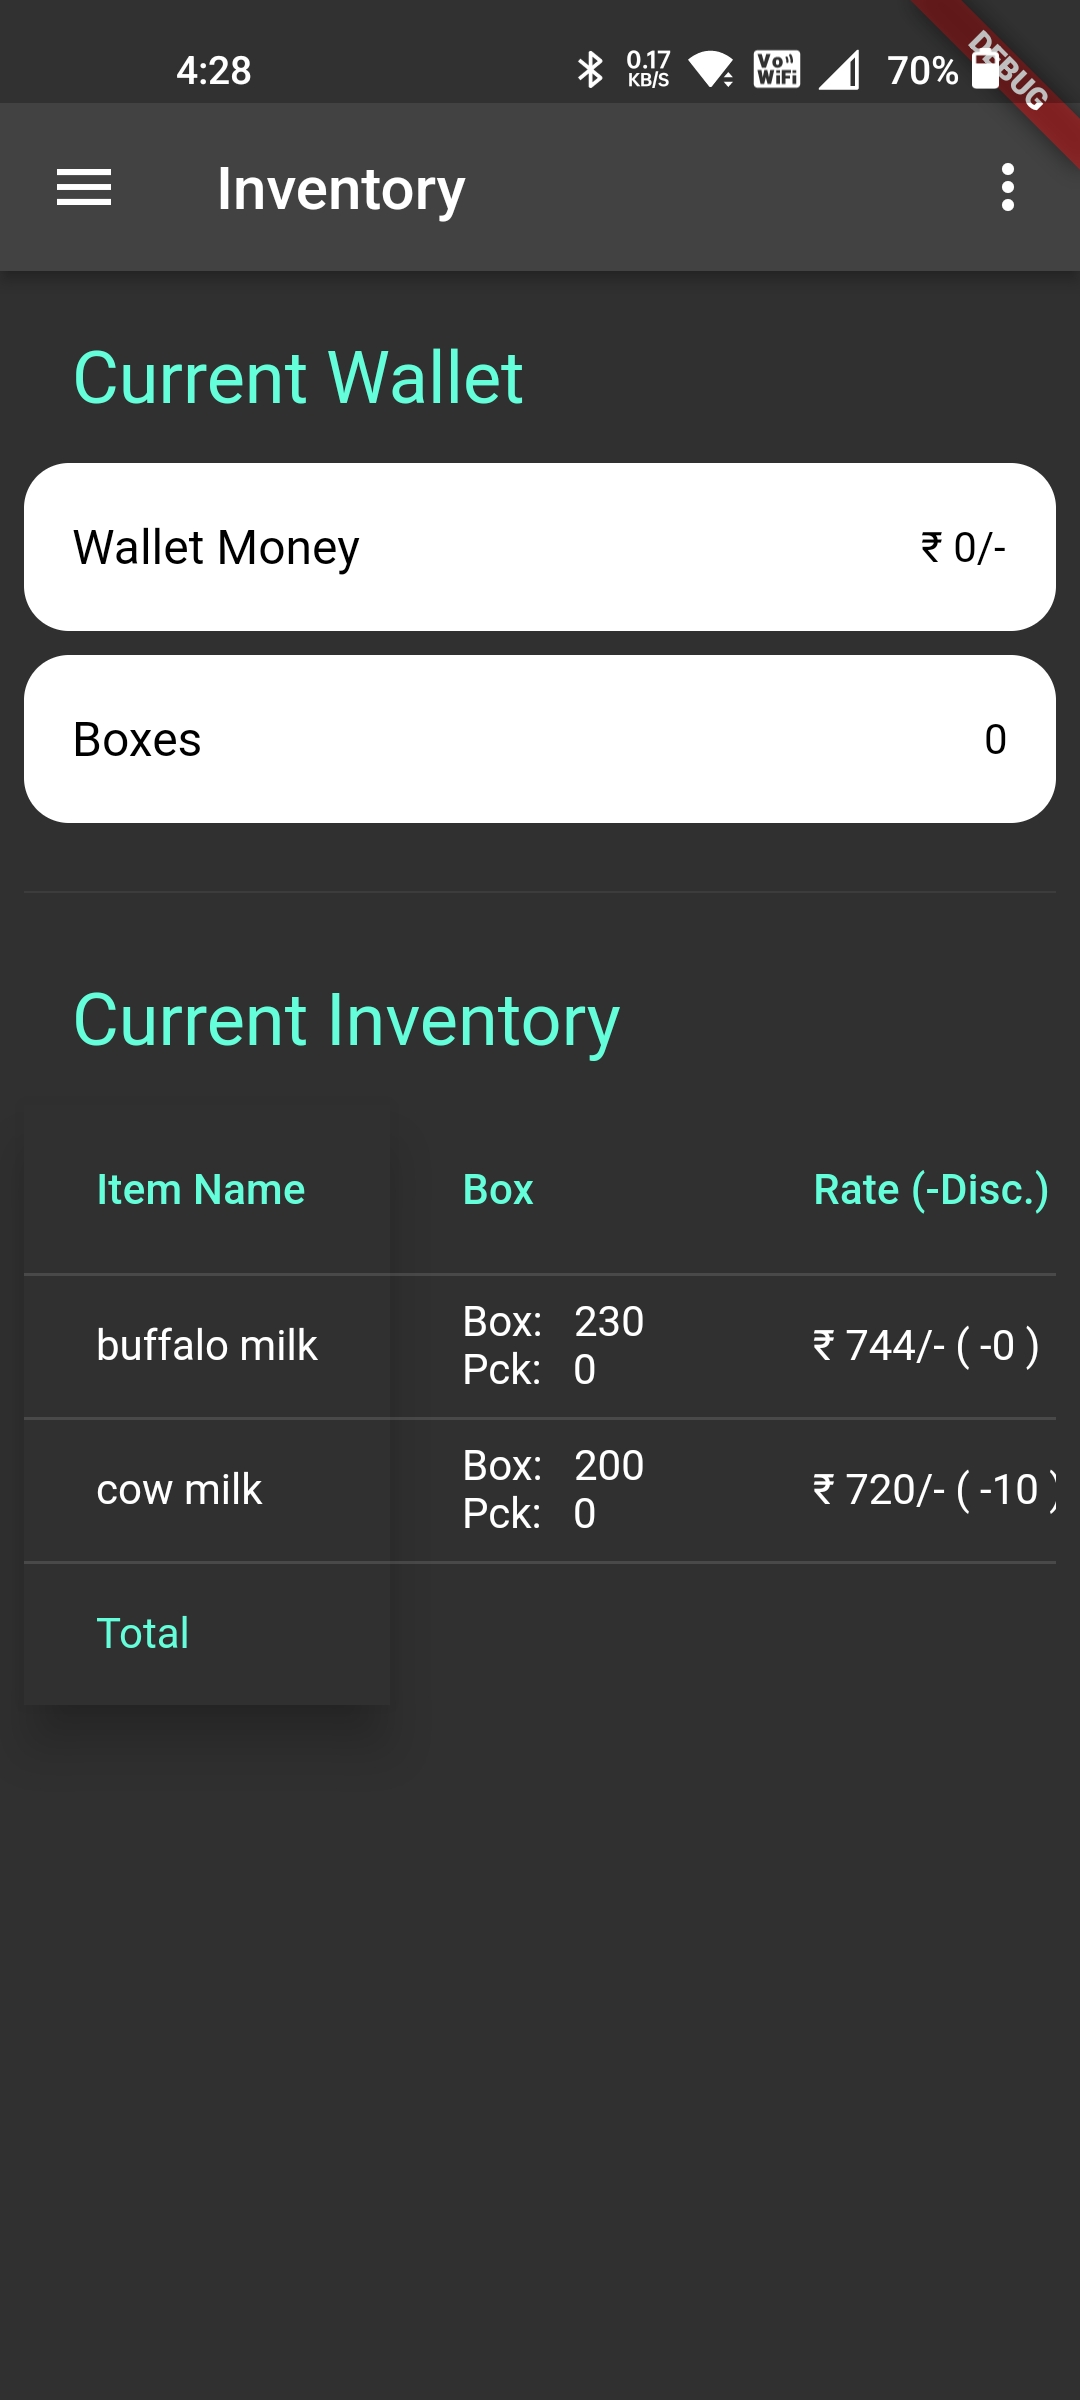 4:28 0.17 KB/S Vo WiFi 70%
DEBUG
Inventory
Current Wallet
Wallet Money ₹ 0/-
Boxes 0
Current Inventory
Item Name Box Rate (-Disc.)
buffalo milk Box: 230 ₹ 744/- ( -0 )
Pck: 0
cow milk Box: 200 ₹ 720/- ( -10 )
Pck: 0
Total